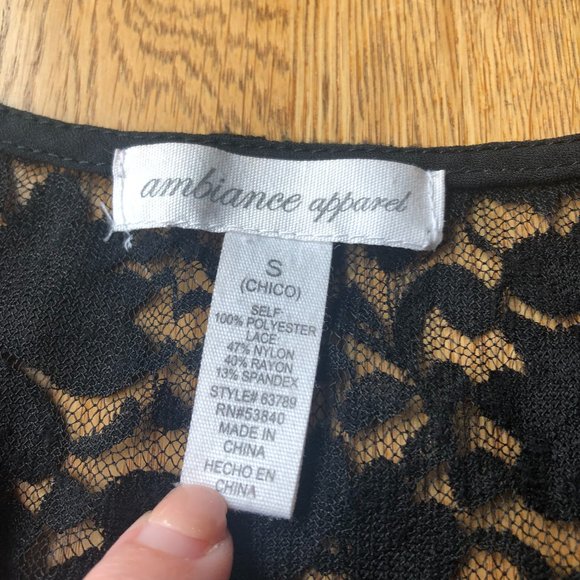 ambiance apparel
S
(CHICO)
SELF:
100% POLYESTER
LACE
47% NYLON
40% RAYON
13% SPANDEX
STYLE# 63789
RN#53840
MADE IN
CHINA
HECHO EN
CHINA